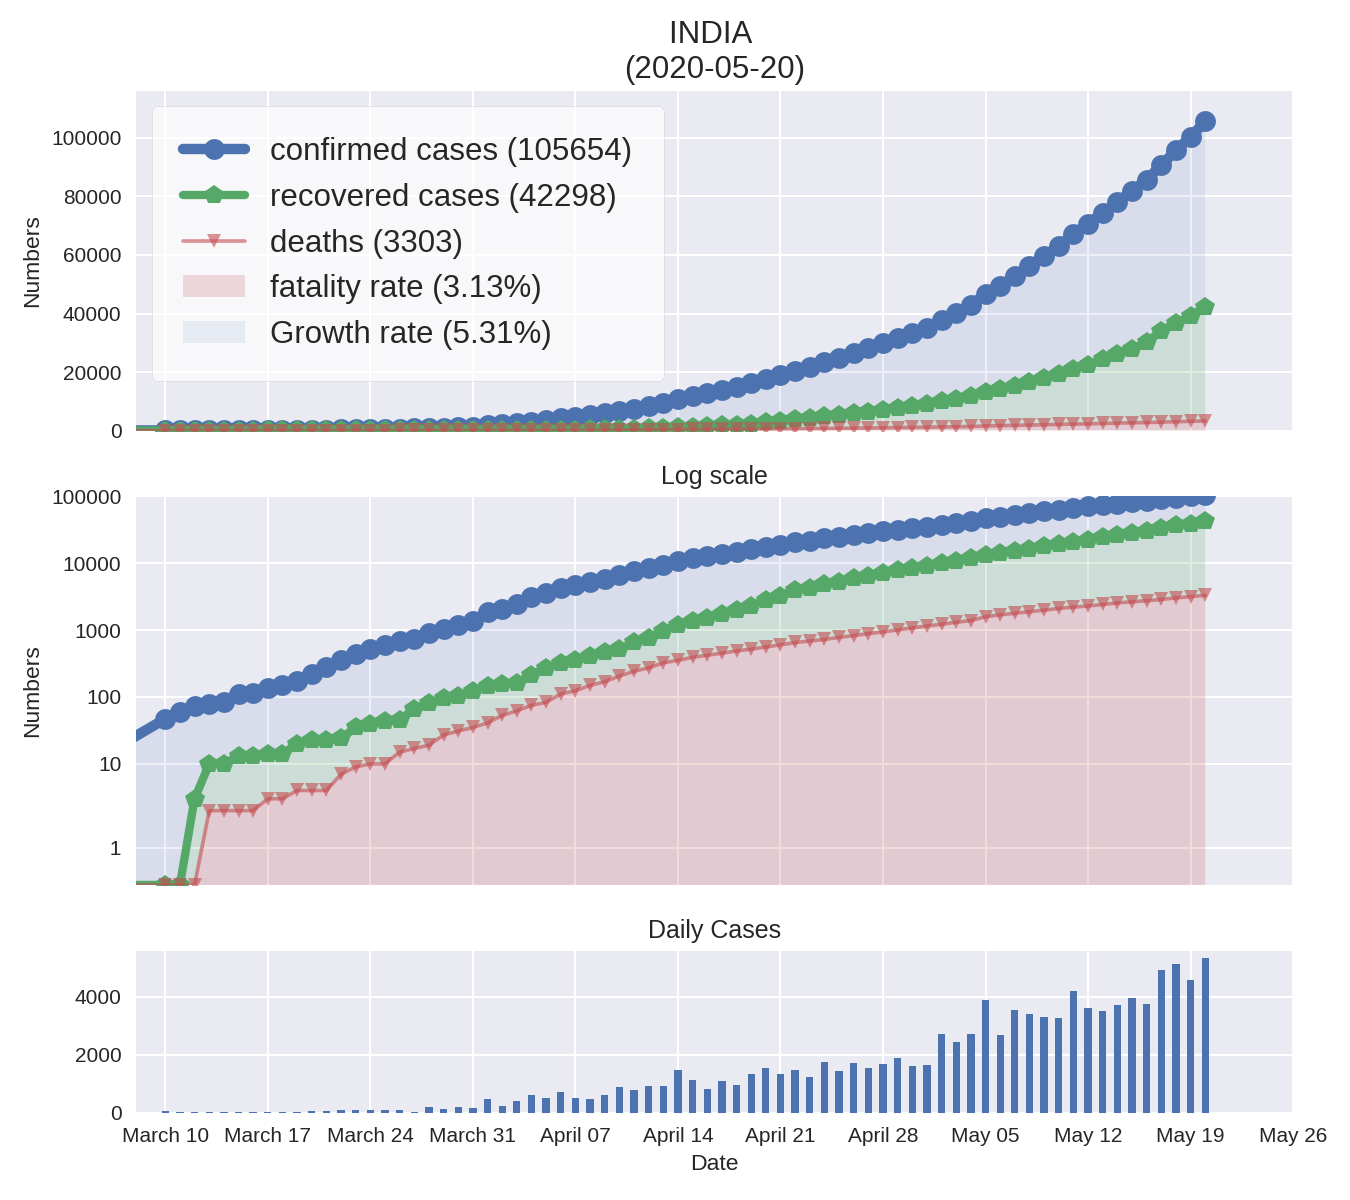 INDIA
(2020-05-20)
100000
80000
60000
40000
20000
0
Numbers
confirmed cases (105654)
recovered cases (42298)
deaths (3303)
fatality rate (3.13%)
Growth rate (5.31%)
Log scale
100000
10000
1000
100
10
1
Numbers
Daily Cases
4000
2000
0
March 10 March 17 March 24 March 31 April 07 April 14 April 21 April 28 May 05 May 12 May 19 May 26
Date